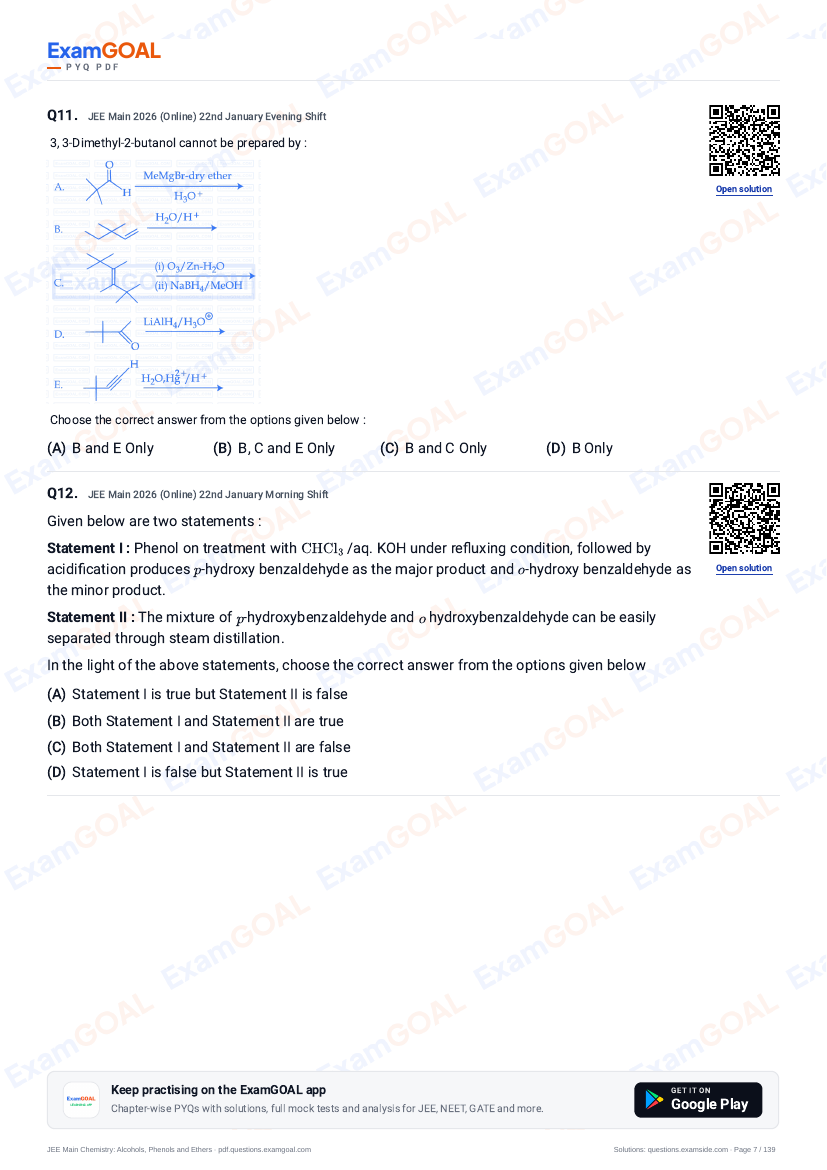 ExamGOAL
PYQ PDF
Q11. JEE Main 2026 (Online) 22nd January Evening Shift
3, 3-Dimethyl-2-butanol cannot be prepared by :
A. O H MeMgBr-dry ether
H₃O⁺
B. H₂O/H⁺
C. (i) O₃/Zn-H₂O
(ii) NaBH₄/MeOH
D. O LiAlH₄/H₃O⊕
E. H H₂O,Hg²⁺/H⁺
Choose the correct answer from the options given below :
(A) B and E Only (B) B, C and E Only (C) B and C Only (D) B Only
Open solution
Q12. JEE Main 2026 (Online) 22nd January Morning Shift
Given below are two statements :
Statement I : Phenol on treatment with CHCl₃ /aq. KOH under refluxing condition, followed by
acidification produces p-hydroxy benzaldehyde as the major product and o-hydroxy benzaldehyde as
the minor product.
Statement II : The mixture of p-hydroxybenzaldehyde and o hydroxybenzaldehyde can be easily
separated through steam distillation.
In the light of the above statements, choose the correct answer from the options given below
(A) Statement I is true but Statement II is false
(B) Both Statement I and Statement II are true
(C) Both Statement I and Statement II are false
(D) Statement I is false but Statement II is true
Open solution
ExamGOAL
Keep practising on the ExamGOAL app
Chapter-wise PYQs with solutions, full mock tests and analysis for JEE, NEET, GATE and more.
GET IT ON
Google Play
JEE Main Chemistry: Alcohols, Phenols and Ethers · pdf.questions.examgoal.com
Solutions: questions.examside.com · Page 7 / 139